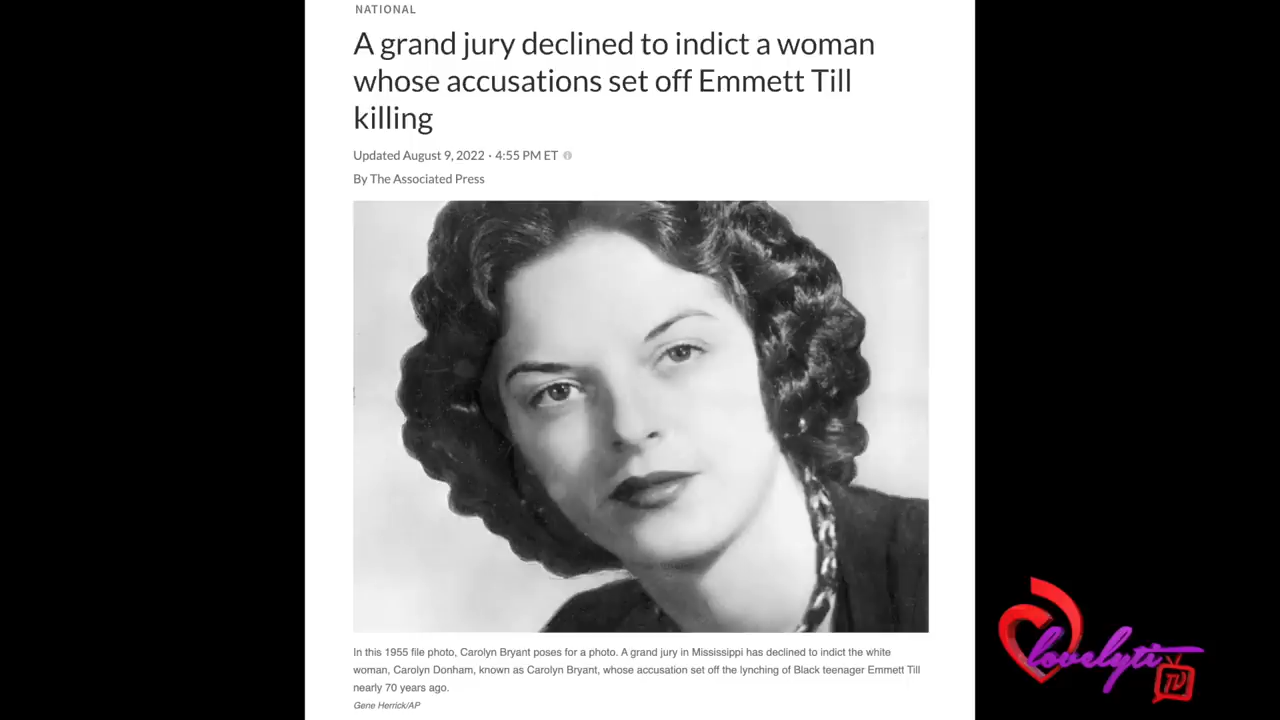 NATIONAL
A grand jury declined to indict a woman
whose accusations set off Emmett Till
killing
Updated August 9, 2022 · 4:55 PM ET
By The Associated Press
In this 1955 file photo, Carolyn Bryant poses for a photo. A grand jury in Mississippi has declined to indict the white
woman, Carolyn Donham, known as Carolyn Bryant, whose accusation set off the lynching of Black teenager Emmett Till
nearly 70 years ago.
Gene Herrick/AP
lovelyti
TV